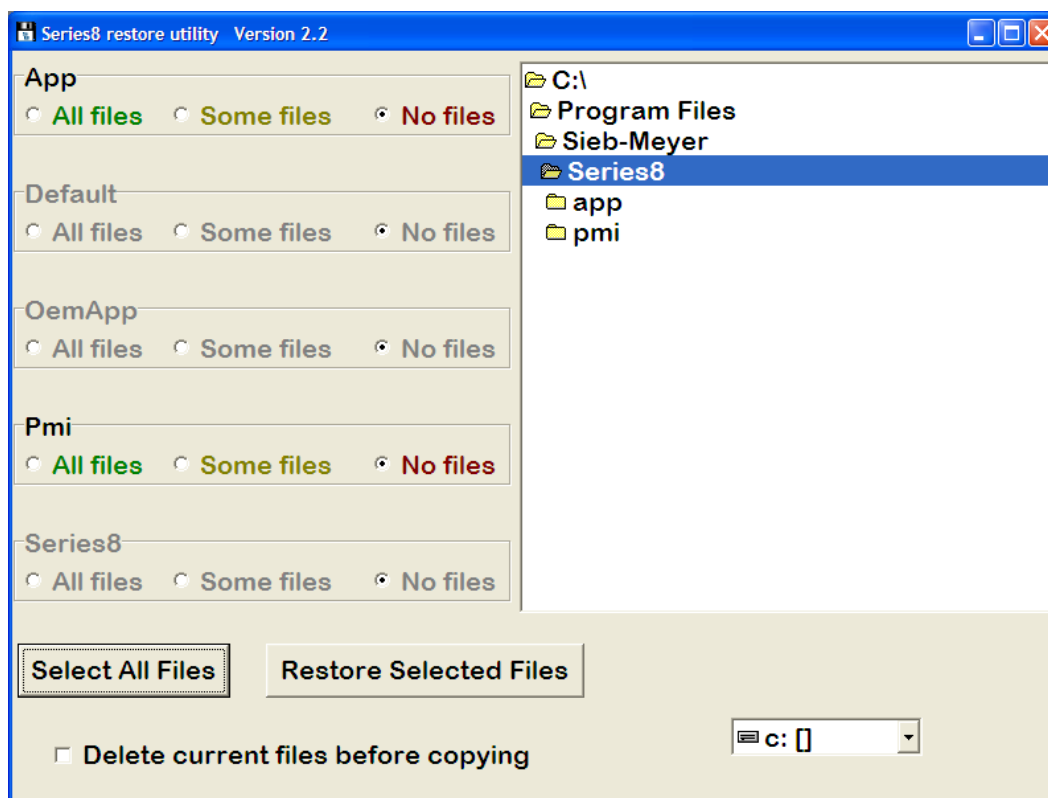 Series8 restore utility Version 2.2
App
All files Some files No files
Default
All files Some files No files
OemApp
All files Some files No files
Pmi
All files Some files No files
Series8
All files Some files No files
C:\
Program Files
Sieb-Meyer
Series8
app
pmi
Select All Files Restore Selected Files
Delete current files before copying
c: []